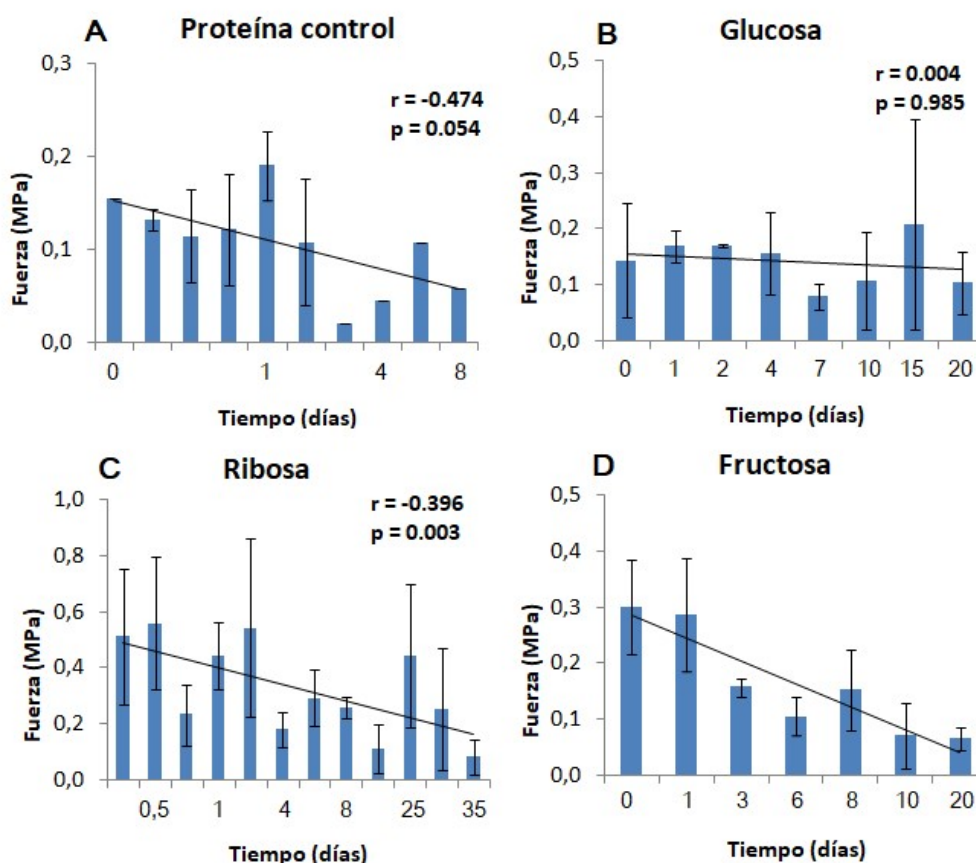 A Proteína control
r = -0.474
p = 0.054
Fuerza (MPa)
0,3
0,2
0,1
0,0
0 1 4 8
Tiempo (días)
B Glucosa
r = 0.004
p = 0.985
Fuerza (MPa)
0,5
0,4
0,3
0,2
0,1
0,0
0 1 2 4 7 10 15 20
Tiempo (días)
C Ribosa
r = -0.396
p = 0.003
Fuerza (MPa)
1,0
0,8
0,6
0,4
0,2
0,0
0,5 1 4 8 25 35
Tiempo (días)
D Fructosa
Fuerza (MPa)
0,5
0,4
0,3
0,2
0,1
0,0
0 1 3 6 8 10 20
Tiempo (días)